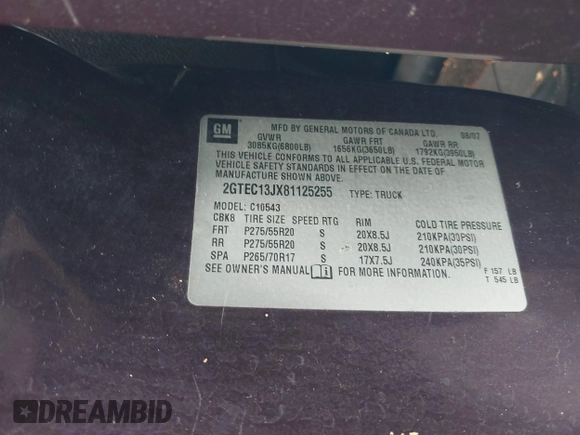 GM
MFD BY GENERAL MOTORS OF CANADA LTD. 08/07
GVWR GAWR FRT GAWR RR
3085KG(6800LB) 1656KG(3650LB) 1792KG(3950LB)
THIS VEHICLE CONFORMS TO ALL APPLICABLE U.S. FEDERAL MOTOR
VEHICLE SAFETY STANDARDS IN EFFECT ON THE DATE OF
MANUFACTURE SHOWN ABOVE.
2GTEC13JX81125255 TYPE: TRUCK
MODEL: C10543
CBK8 TIRE SIZE SPEED RTG RIM COLD TIRE PRESSURE
FRT P275/55R20 S 20X8.5J 210KPA(30PSI)
RR P275/55R20 S 20X8.5J 210KPA(30PSI)
SPA P265/70R17 S 17X7.5J 240KPA(35PSI)
SEE OWNER'S MANUAL FOR MORE INFORMATION.
F 157 LB
T 545 LB
DREAMBID